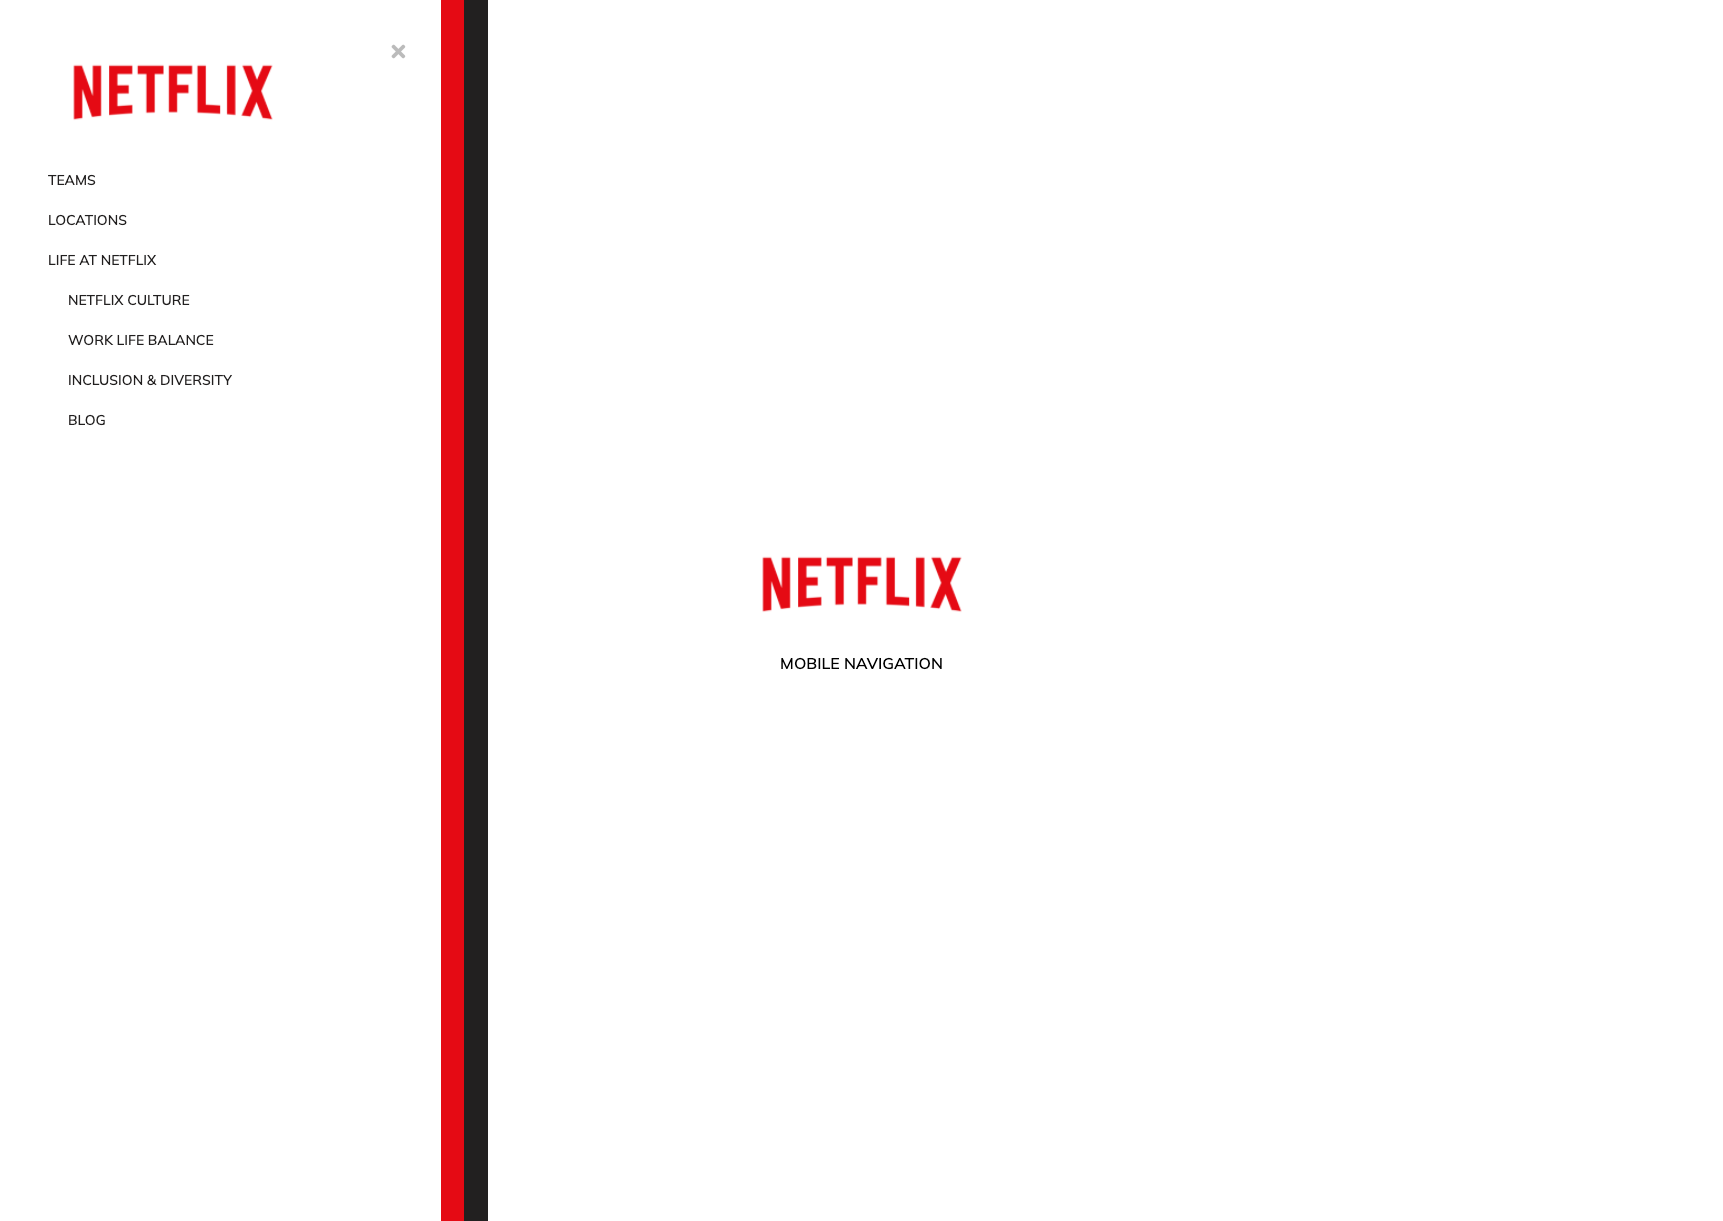 NETFLIX
TEAMS
LOCATIONS
LIFE AT NETFLIX
NETFLIX CULTURE
WORK LIFE BALANCE
INCLUSION & DIVERSITY
BLOG
NETFLIX
MOBILE NAVIGATION